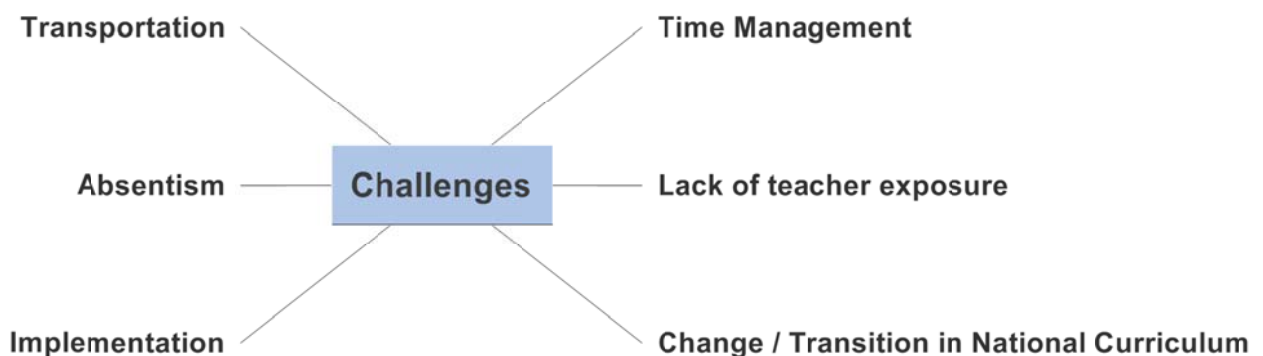 Transportation
Time Management
Absentism
Challenges
Lack of teacher exposure
Implementation
Change / Transition in National Curriculum